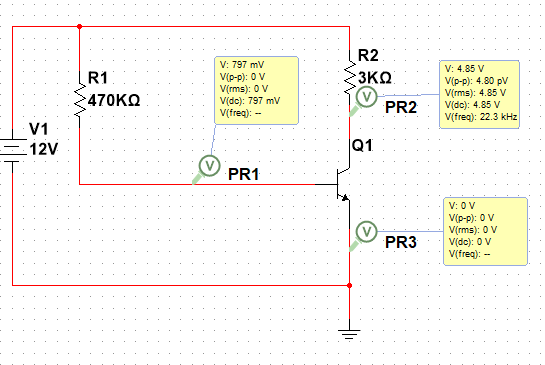 R1
470KΩ
V: 797 mV
V(p-p): 0 V
V(rms): 0 V
V(dc): 797 mV
V(freq): --
R2
3KΩ
PR2
V: 4.85 V
V(p-p): 4.80 pV
V(rms): 4.85 V
V(dc): 4.85 V
V(freq): 22.3 kHz
V1
12V
V
PR1
V
Q1
V
PR3
V: 0 V
V(p-p): 0 V
V(rms): 0 V
V(dc): 0 V
V(freq): --